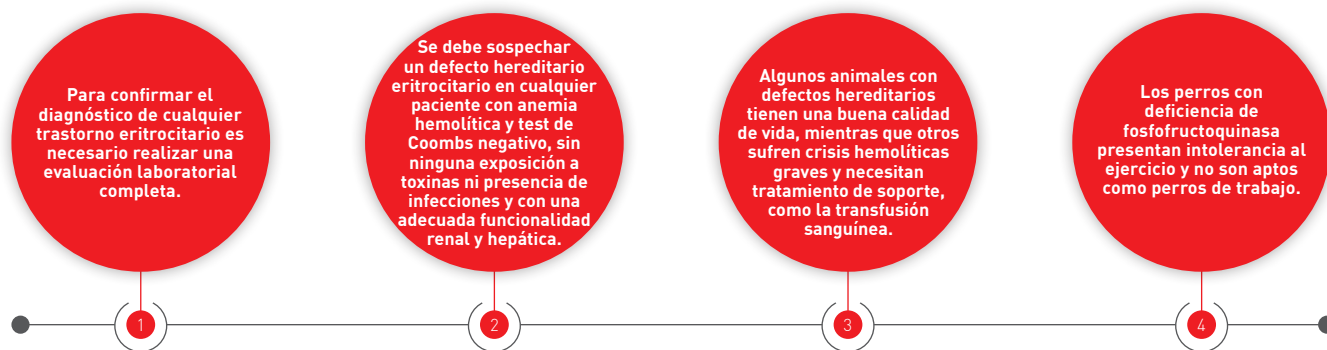 Para confirmar el
diagnóstico de cualquier
trastorno eritrocitario es
necesario realizar una
evaluación laboratorial
completa.
1
Se debe sospechar
un defecto hereditario
eritrocitario en cualquier
paciente con anemia
hemolítica y test de
Coombs negativo, sin
ninguna exposición a
toxinas ni presencia de
infecciones y con una
adecuada funcionalidad
renal y hepática.
2
Algunos animales con
defectos hereditarios
tienen una buena calidad
de vida, mientras que otros
sufren crisis hemolíticas
graves y necesitan
tratamiento de soporte,
como la transfusión
sanguínea.
3
Los perros con
deficiencia de
fosfofructoquinasa
presentan intolerancia al
ejercicio y no son aptos
como perros de trabajo.
4